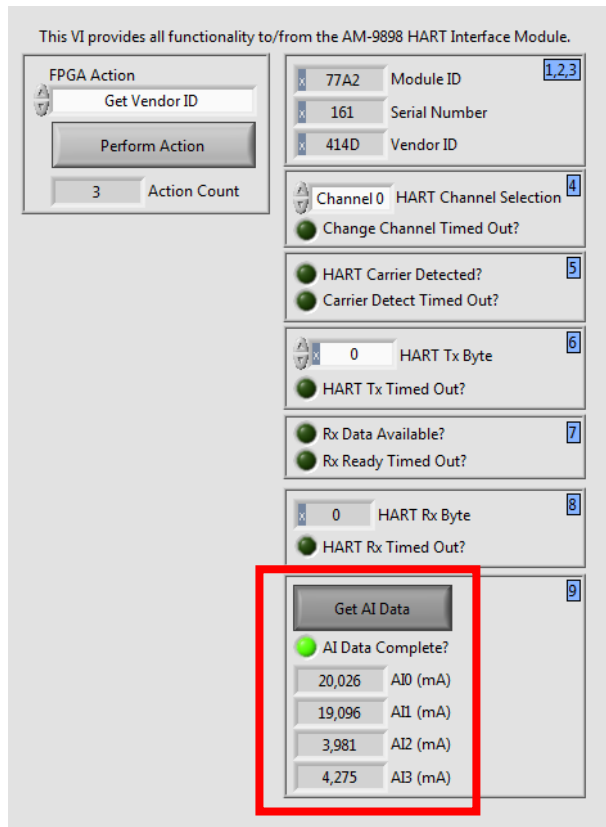 This VI provides all functionality to/from the AM-9898 HART Interface Module.
FPGA Action
Get Vendor ID
Perform Action
3 Action Count
1,2,3
x 77A2 Module ID
x 161 Serial Number
x 414D Vendor ID
4
Channel 0 HART Channel Selection
Change Channel Timed Out?
5
HART Carrier Detected?
Carrier Detect Timed Out?
6
x 0 HART Tx Byte
HART Tx Timed Out?
7
Rx Data Available?
Rx Ready Timed Out?
8
x 0 HART Rx Byte
HART Rx Timed Out?
9
Get AI Data
AI Data Complete?
20,026 AI0 (mA)
19,096 AI1 (mA)
3,981 AI2 (mA)
4,275 AI3 (mA)